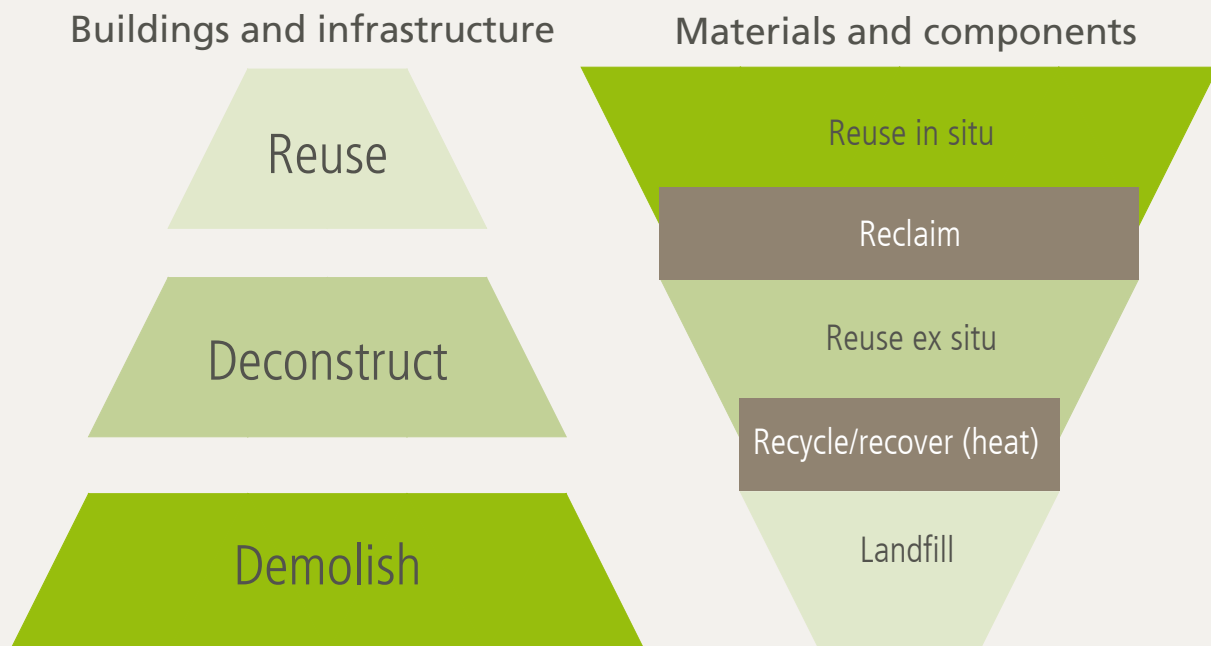 Buildings and infrastructure
Reuse
Deconstruct
Demolish
Materials and components
Reuse in situ
Reclaim
Reuse ex situ
Recycle/recover (heat)
Landfill